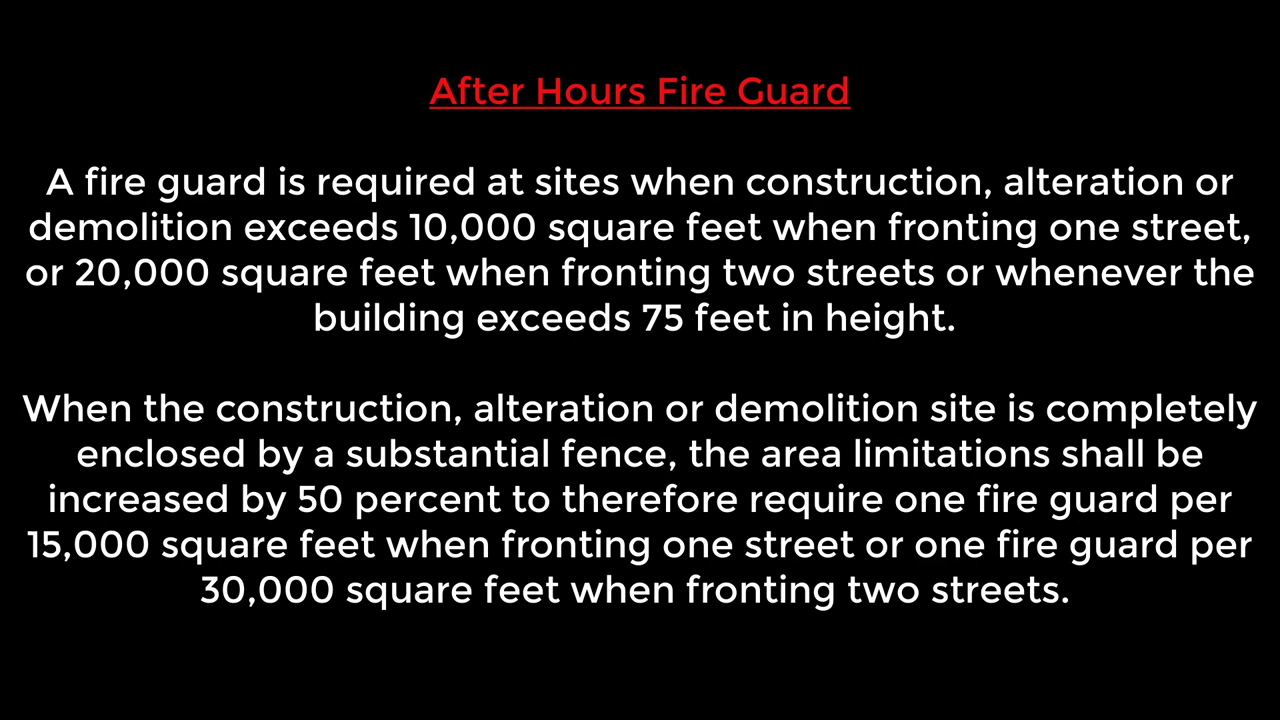 After Hours Fire Guard
A fire guard is required at sites when construction, alteration or
demolition exceeds 10,000 square feet when fronting one street,
or 20,000 square feet when fronting two streets or whenever the
building exceeds 75 feet in height.
When the construction, alteration or demolition site is completely
enclosed by a substantial fence, the area limitations shall be
increased by 50 percent to therefore require one fire guard per
15,000 square feet when fronting one street or one fire guard per
30,000 square feet when fronting two streets.